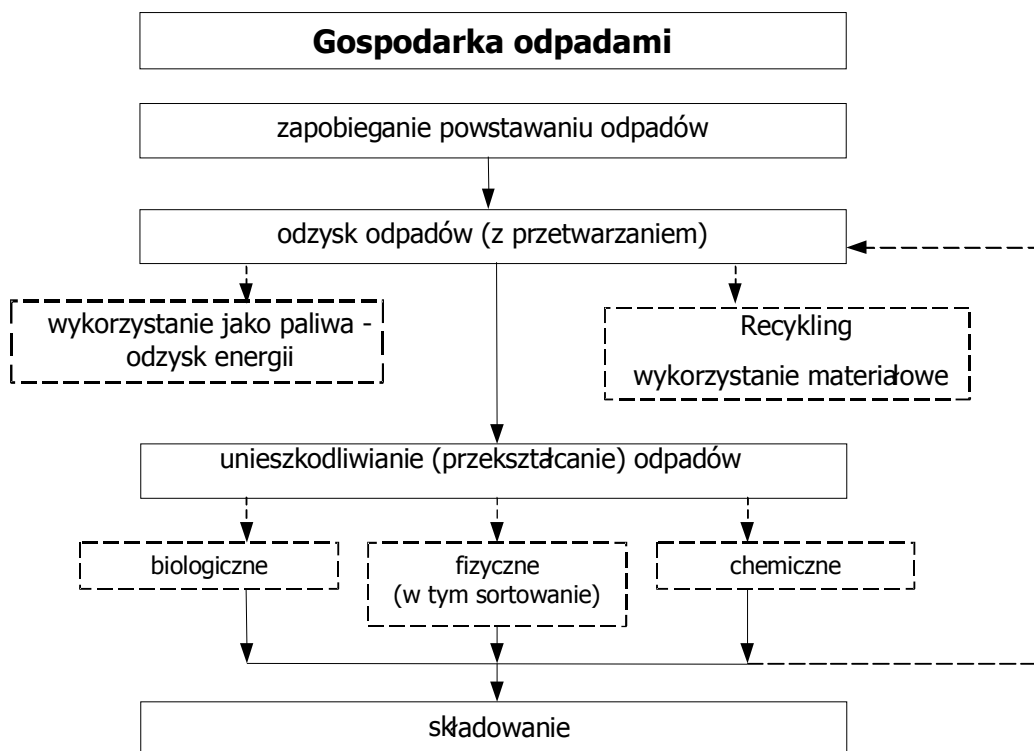 Gospodarka odpadami
zapobieganie powstawaniu odpadów
odzysk odpadów (z przetwarzaniem)
wykorzystanie jako paliwa -
odzysk energii
Recykling
wykorzystanie materiałowe
unieszkodliwianie (przekształcanie) odpadów
biologiczne
fizyczne
(w tym sortowanie)
chemiczne
składowanie